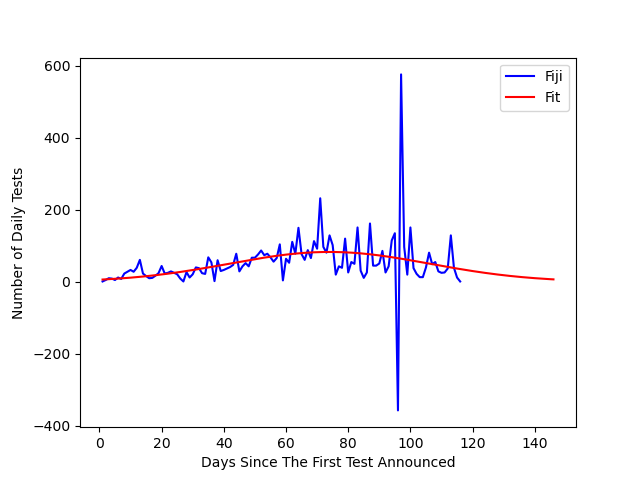 Fiji
Fit
600
400
200
0
−200
−400
Number of Daily Tests
0 20 40 60 80 100 120 140
Days Since The First Test Announced